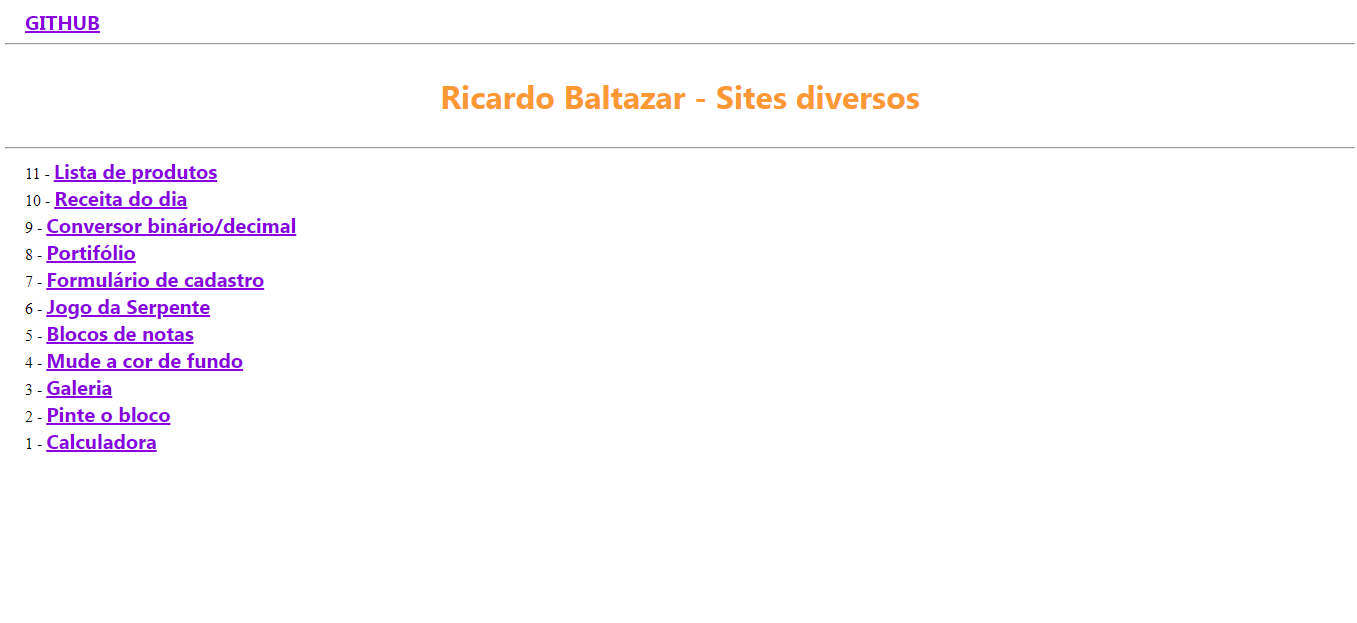 GITHUB
Ricardo Baltazar - Sites diversos
11 - Lista de produtos
10 - Receita do dia
9 - Conversor binário/decimal
8 - Portifólio
7 - Formulário de cadastro
6 - Jogo da Serpente
5 - Blocos de notas
4 - Mude a cor de fundo
3 - Galeria
2 - Pinte o bloco
1 - Calculadora